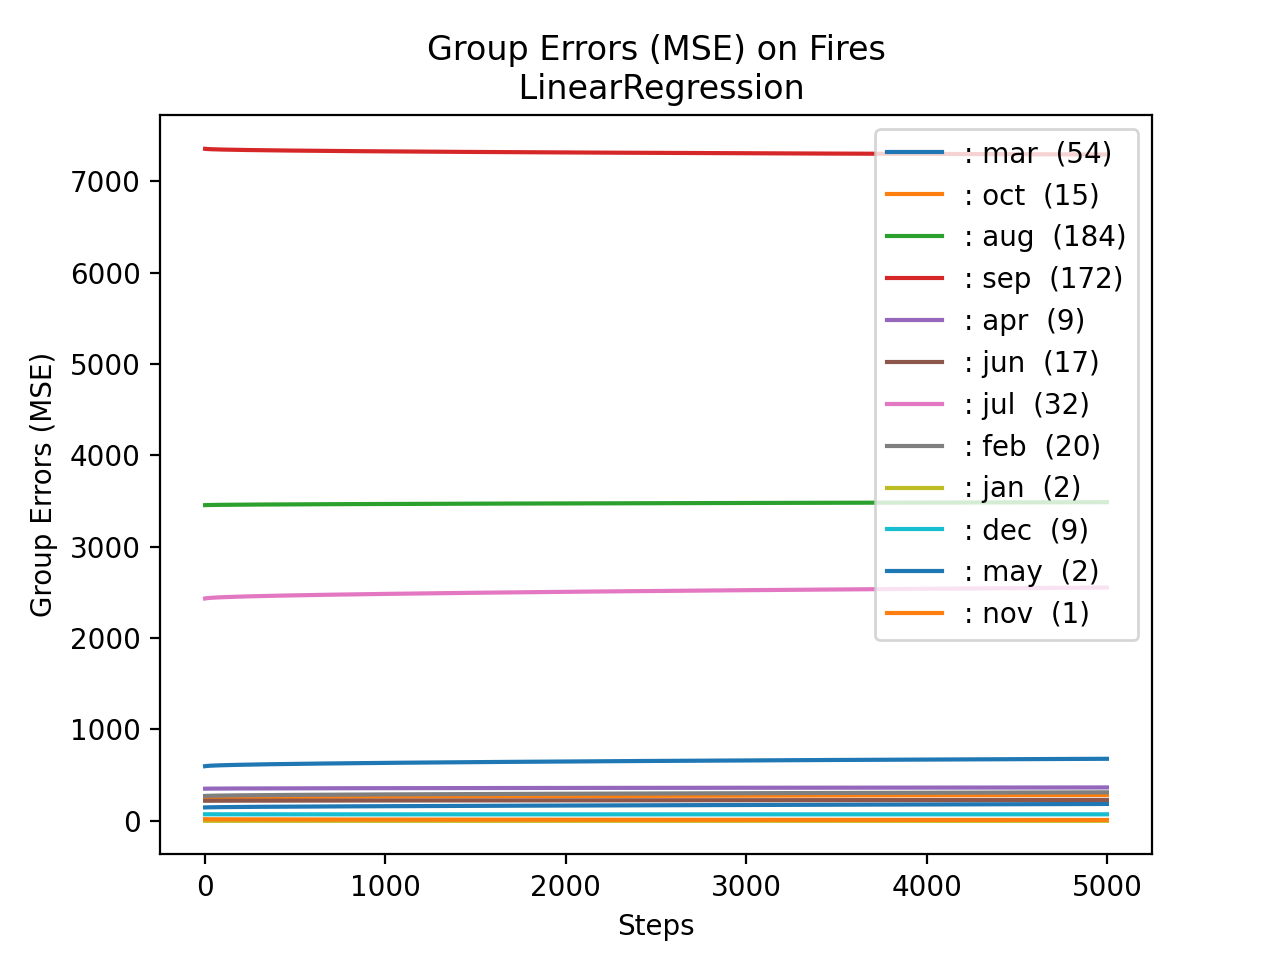 Group Errors (MSE) on Fires
LinearRegression
Group Errors (MSE)
7000
6000
5000
4000
3000
2000
1000
0
: mar (54)
: oct (15)
: aug (184)
: sep (172)
: apr (9)
: jun (17)
: jul (32)
: feb (20)
: jan (2)
: dec (9)
: may (2)
: nov (1)
0 1000 2000 3000 4000 5000
Steps